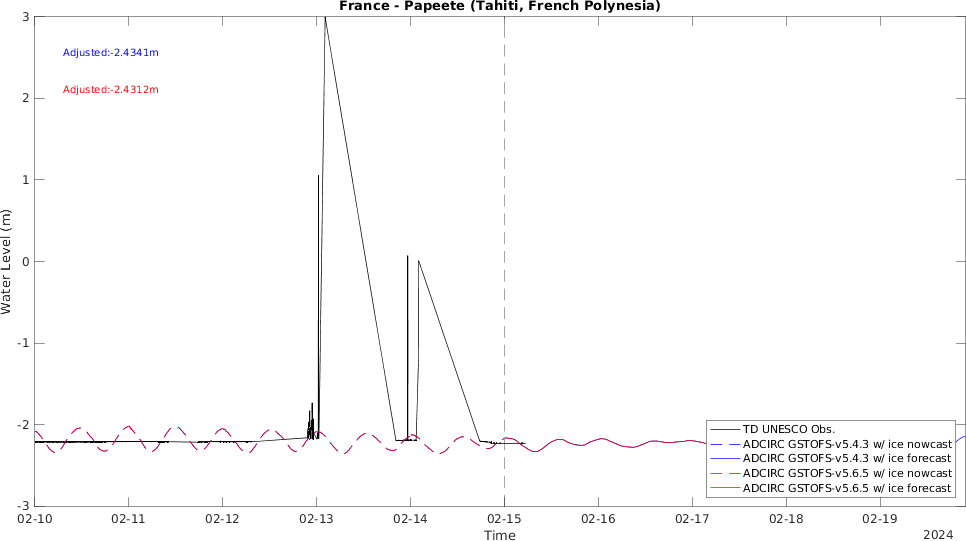 France - Papeete (Tahiti, French Polynesia)
3
2
1
0
-1
-2
-3
Water Level (m)
Adjusted:-2.4341m
Adjusted:-2.4312m
TD UNESCO Obs.
ADCIRC GSTOFS-v5.4.3 w/ ice nowcast
ADCIRC GSTOFS-v5.4.3 w/ ice forecast
ADCIRC GSTOFS-v5.6.5 w/ ice nowcast
ADCIRC GSTOFS-v5.6.5 w/ ice forecast
02-10 02-11 02-12 02-13 02-14 02-15 02-16 02-17 02-18 02-19
Time
2024